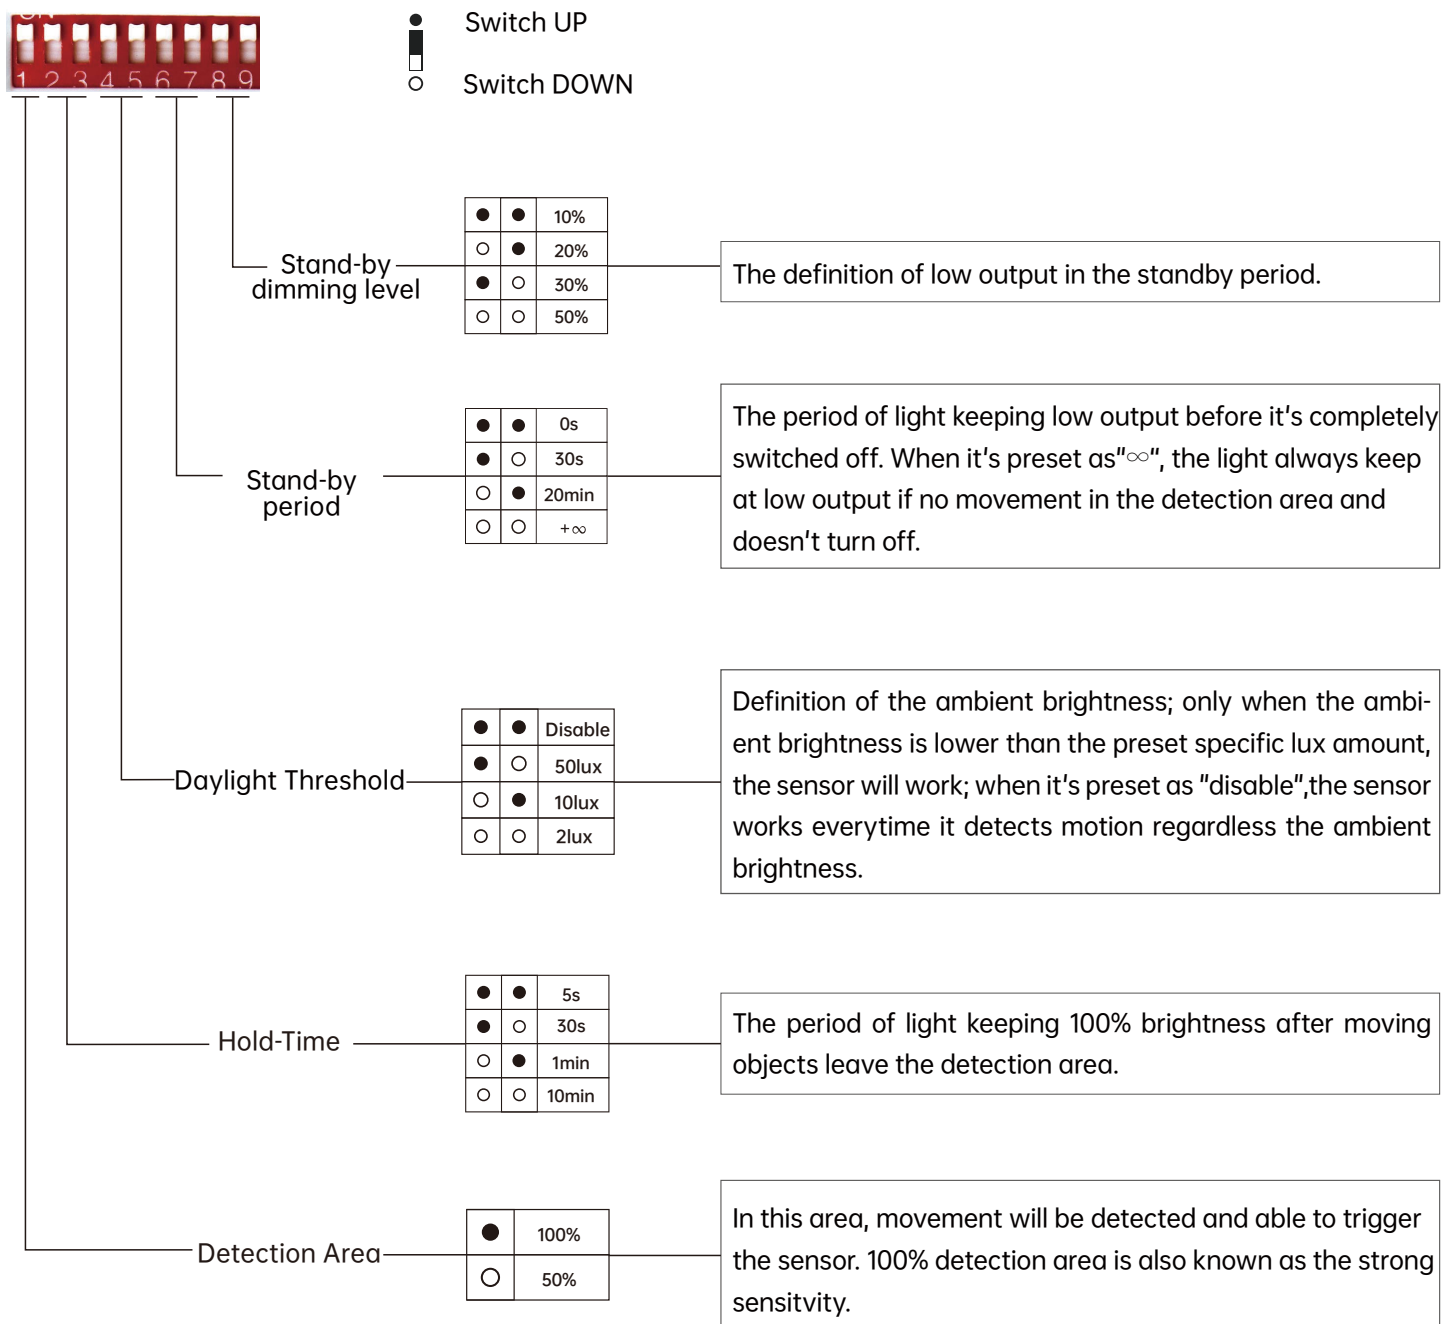 ON
1 2 3 4 5 6 7 8 9
Switch UP
Switch DOWN
Stand-by
dimming level
10%
20%
30%
50%
The definition of low output in the standby period.
Stand-by
period
0s
30s
20min
+∞
The period of light keeping low output before it's completely
switched off. When it's preset as"∞", the light always keep
at low output if no movement in the detection area and
doesn't turn off.
Daylight Threshold
Disable
50lux
10lux
2lux
Definition of the ambient brightness; only when the ambi-
ent brightness is lower than the preset specific lux amount,
the sensor will work; when it's preset as "disable",the sensor
works everytime it detects motion regardless the ambient
brightness.
Hold-Time
5s
30s
1min
10min
The period of light keeping 100% brightness after moving
objects leave the detection area.
Detection Area
100%
50%
In this area, movement will be detected and able to trigger
the sensor. 100% detection area is also known as the strong
sensitvity.